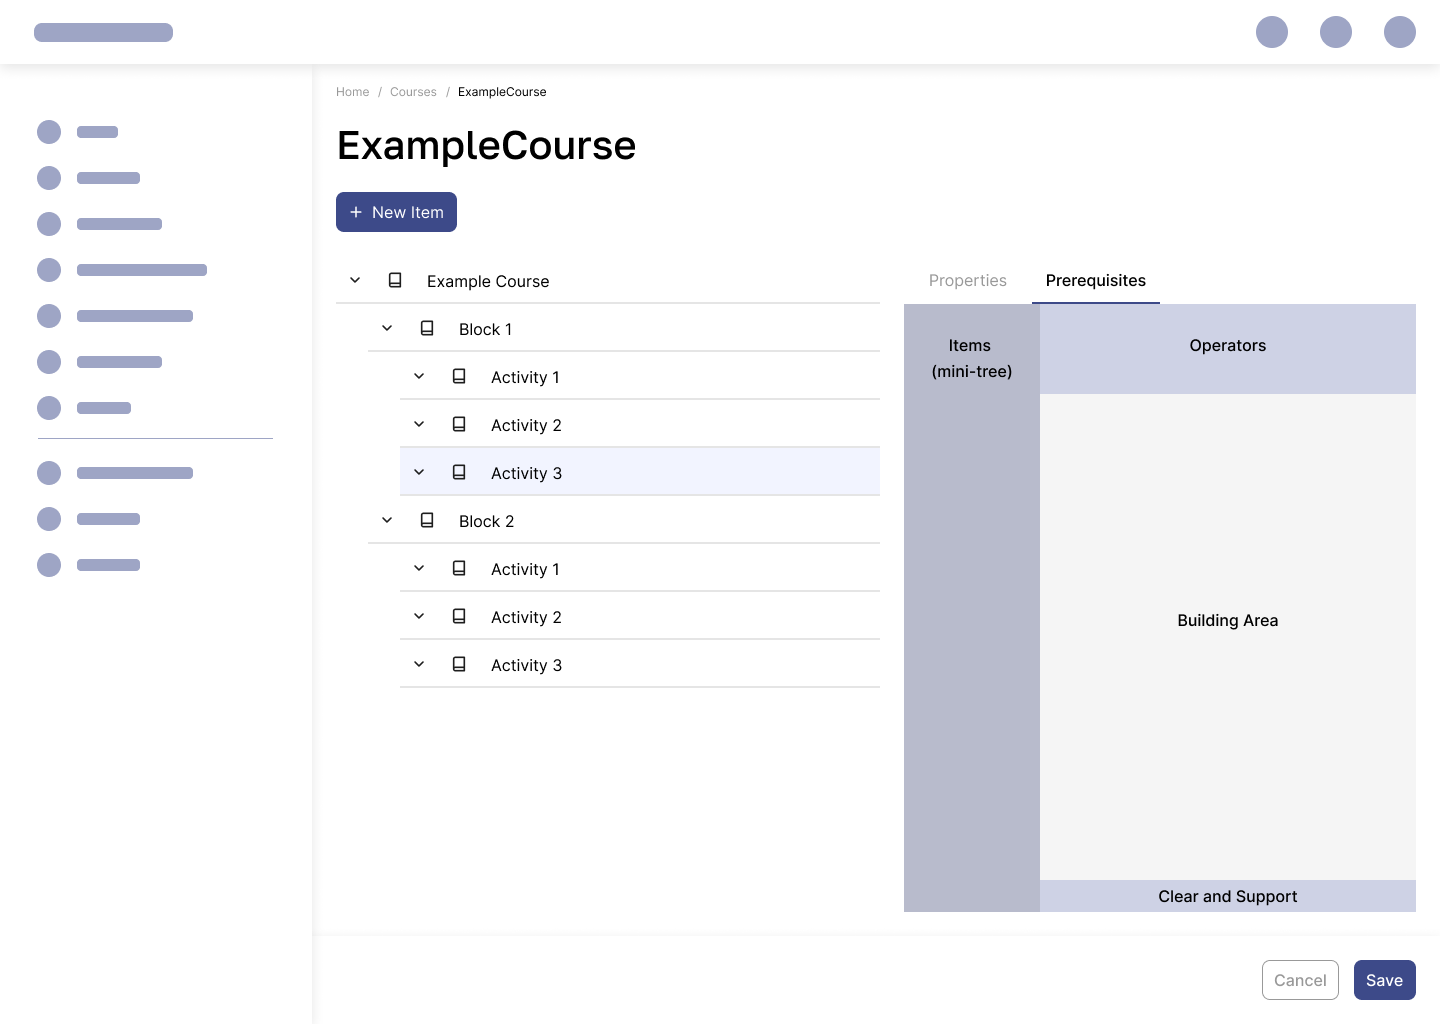 Home / Courses / ExampleCourse
ExampleCourse
+ New Item
Example Course
Block 1
Activity 1
Activity 2
Activity 3
Block 2
Activity 1
Activity 2
Activity 3
Properties Prerequisites
Items
(mini-tree)
Operators
Building Area
Clear and Support
Cancel Save